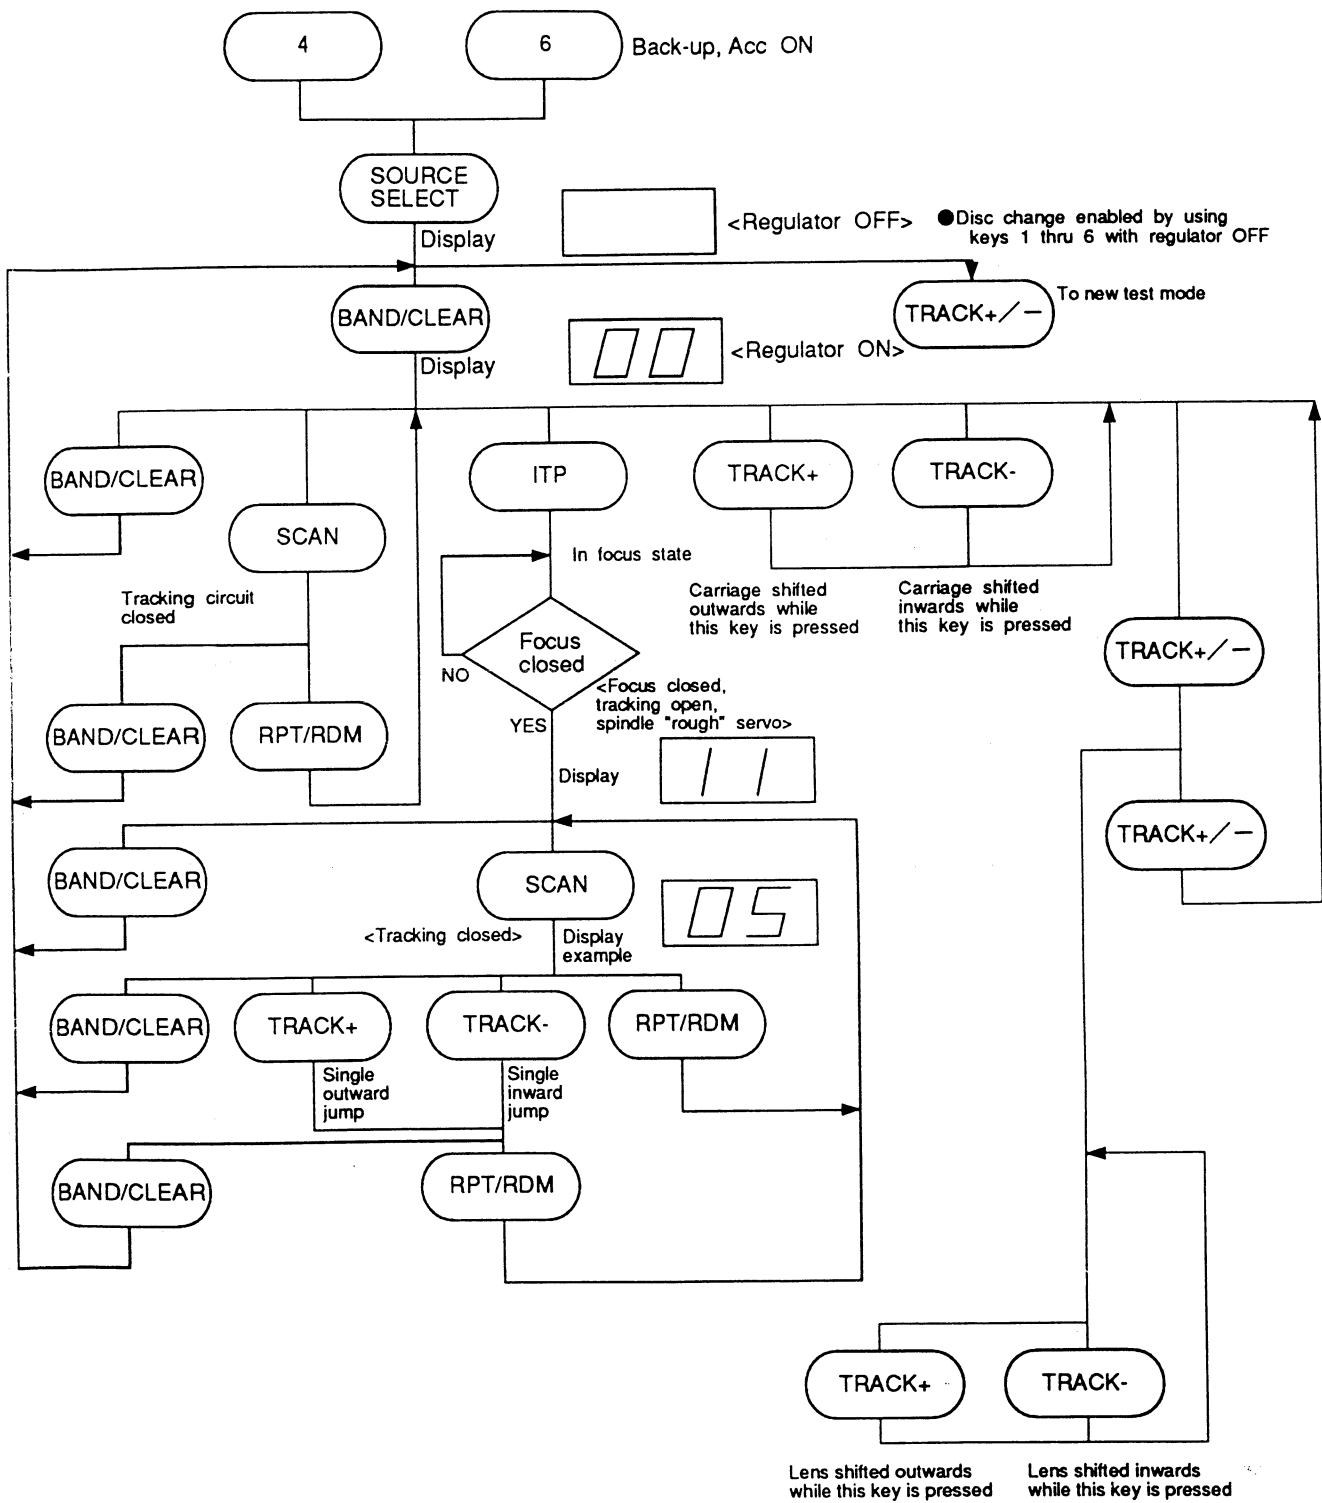 4
6
Back-up, Acc ON
SOURCE
SELECT
Display
<Regulator OFF>
●Disc change enabled by using
keys 1 thru 6 with regulator OFF
BAND/CLEAR
TRACK+/−
To new test mode
Display
00
<Regulator ON>
BAND/CLEAR
SCAN
ITP
TRACK+
TRACK-
In focus state
Tracking circuit
closed
Carriage shifted
outwards while
this key is pressed
Carriage shifted
inwards while
this key is pressed
Focus
closed
NO
YES
<Focus closed,
tracking open,
spindle "rough" servo>
TRACK+/−
BAND/CLEAR
RPT/RDM
Display
11
TRACK+/−
BAND/CLEAR
SCAN
05
<Tracking closed>
Display
example
BAND/CLEAR
TRACK+
TRACK-
RPT/RDM
Single
outward
jump
Single
inward
jump
BAND/CLEAR
RPT/RDM
TRACK+
TRACK-
Lens shifted outwards
while this key is pressed
Lens shifted inwards
while this key is pressed